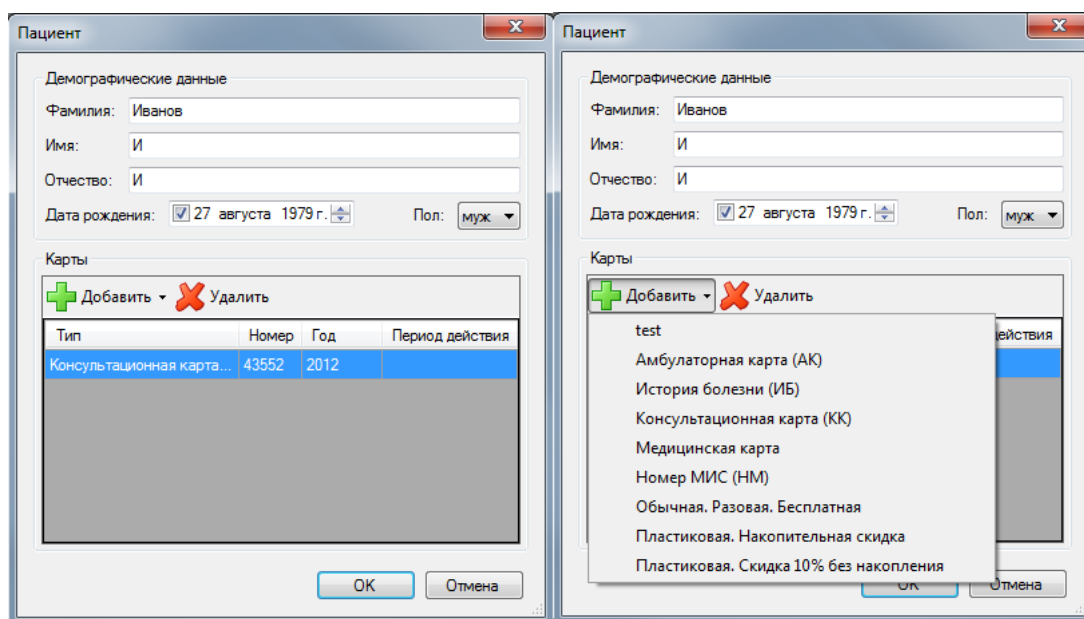 Пациент
Демографические данные
Фамилия: Иванов
Имя: И
Отчество: И
Дата рождения: 27 августа 1979 г. Пол: муж
Карты
Добавить Удалить
Тип Номер Год Период действия
Консультационная карта... 43552 2012
OK Отмена
Пациент
Демографические данные
Фамилия: Иванов
Имя: И
Отчество: И
Дата рождения: 27 августа 1979 г. Пол: муж
Карты
Добавить Удалить
действия
test
Амбулаторная карта (АК)
История болезни (ИБ)
Консультационная карта (КК)
Медицинская карта
Номер МИС (НМ)
Обычная. Разовая. Бесплатная
Пластиковая. Накопительная скидка
Пластиковая. Скидка 10% без накопления
OK Отмена